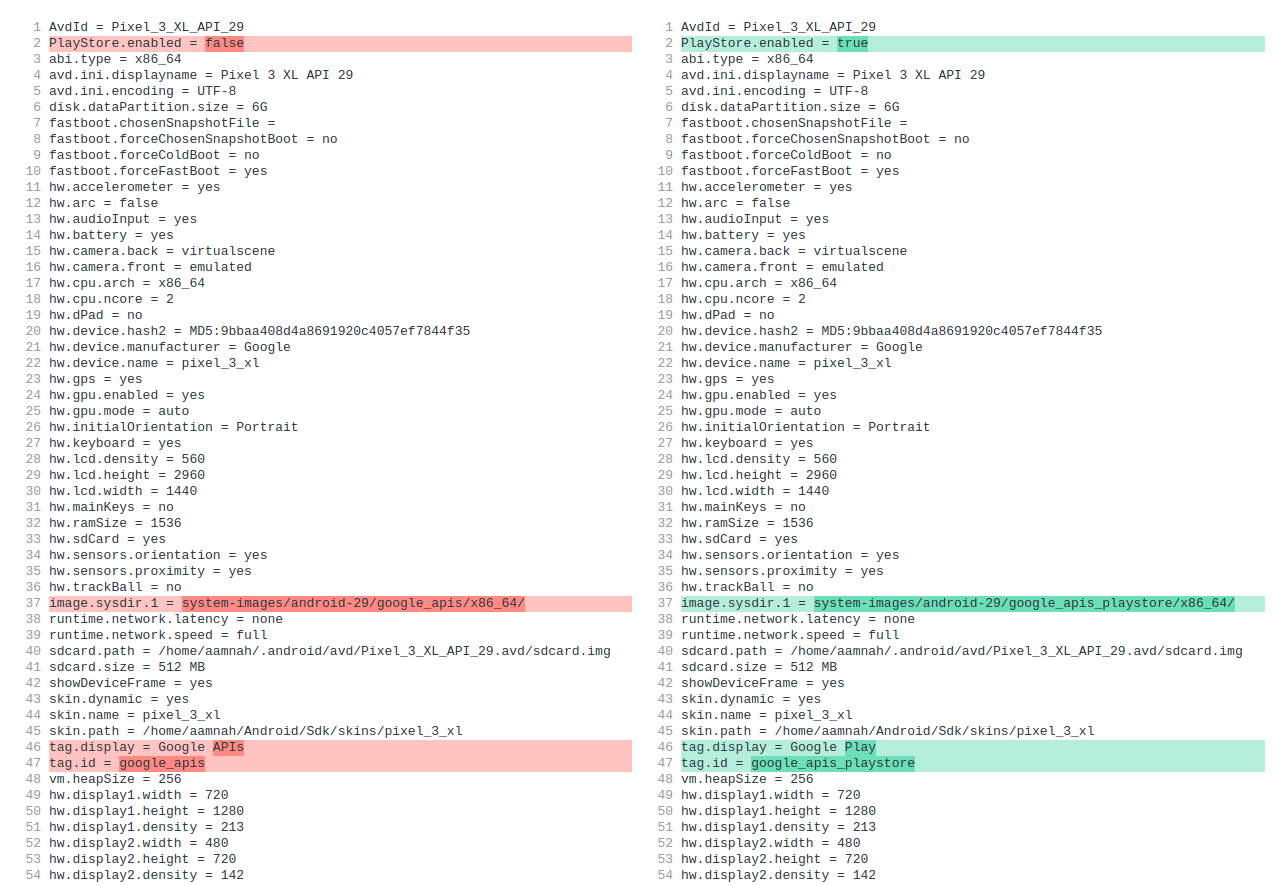 1 AvdId = Pixel_3_XL_API_29
2 PlayStore.enabled = false
3 abi.type = x86_64
4 avd.ini.displayname = Pixel 3 XL API 29
5 avd.ini.encoding = UTF-8
6 disk.dataPartition.size = 6G
7 fastboot.chosenSnapshotFile =
8 fastboot.forceChosenSnapshotBoot = no
9 fastboot.forceColdBoot = no
10 fastboot.forceFastBoot = yes
11 hw.accelerometer = yes
12 hw.arc = false
13 hw.audioInput = yes
14 hw.battery = yes
15 hw.camera.back = virtualscene
16 hw.camera.front = emulated
17 hw.cpu.arch = x86_64
18 hw.cpu.ncore = 2
19 hw.dPad = no
20 hw.device.hash2 = MD5:9bbaa408d4a8691920c4057ef7844f35
21 hw.device.manufacturer = Google
22 hw.device.name = pixel_3_xl
23 hw.gps = yes
24 hw.gpu.enabled = yes
25 hw.gpu.mode = auto
26 hw.initialOrientation = Portrait
27 hw.keyboard = yes
28 hw.lcd.density = 560
29 hw.lcd.height = 2960
30 hw.lcd.width = 1440
31 hw.mainKeys = no
32 hw.ramSize = 1536
33 hw.sdCard = yes
34 hw.sensors.orientation = yes
35 hw.sensors.proximity = yes
36 hw.trackBall = no
37 image.sysdir.1 = system-images/android-29/google_apis/x86_64/
38 runtime.network.latency = none
39 runtime.network.speed = full
40 sdcard.path = /home/aamnah/.android/avd/Pixel_3_XL_API_29.avd/sdcard.img
41 sdcard.size = 512 MB
42 showDeviceFrame = yes
43 skin.dynamic = yes
44 skin.name = pixel_3_xl
45 skin.path = /home/aamnah/Android/Sdk/skins/pixel_3_xl
46 tag.display = Google APIs
47 tag.id = google_apis
48 vm.heapSize = 256
49 hw.display1.width = 720
50 hw.display1.height = 1280
51 hw.display1.density = 213
52 hw.display2.width = 480
53 hw.display2.height = 720
54 hw.display2.density = 142
1 AvdId = Pixel_3_XL_API_29
2 PlayStore.enabled = true
3 abi.type = x86_64
4 avd.ini.displayname = Pixel 3 XL API 29
5 avd.ini.encoding = UTF-8
6 disk.dataPartition.size = 6G
7 fastboot.chosenSnapshotFile =
8 fastboot.forceChosenSnapshotBoot = no
9 fastboot.forceColdBoot = no
10 fastboot.forceFastBoot = yes
11 hw.accelerometer = yes
12 hw.arc = false
13 hw.audioInput = yes
14 hw.battery = yes
15 hw.camera.back = virtualscene
16 hw.camera.front = emulated
17 hw.cpu.arch = x86_64
18 hw.cpu.ncore = 2
19 hw.dPad = no
20 hw.device.hash2 = MD5:9bbaa408d4a8691920c4057ef7844f35
21 hw.device.manufacturer = Google
22 hw.device.name = pixel_3_xl
23 hw.gps = yes
24 hw.gpu.enabled = yes
25 hw.gpu.mode = auto
26 hw.initialOrientation = Portrait
27 hw.keyboard = yes
28 hw.lcd.density = 560
29 hw.lcd.height = 2960
30 hw.lcd.width = 1440
31 hw.mainKeys = no
32 hw.ramSize = 1536
33 hw.sdCard = yes
34 hw.sensors.orientation = yes
35 hw.sensors.proximity = yes
36 hw.trackBall = no
37 image.sysdir.1 = system-images/android-29/google_apis_playstore/x86_64/
38 runtime.network.latency = none
39 runtime.network.speed = full
40 sdcard.path = /home/aamnah/.android/avd/Pixel_3_XL_API_29.avd/sdcard.img
41 sdcard.size = 512 MB
42 showDeviceFrame = yes
43 skin.dynamic = yes
44 skin.name = pixel_3_xl
45 skin.path = /home/aamnah/Android/Sdk/skins/pixel_3_xl
46 tag.display = Google Play
47 tag.id = google_apis_playstore
48 vm.heapSize = 256
49 hw.display1.width = 720
50 hw.display1.height = 1280
51 hw.display1.density = 213
52 hw.display2.width = 480
53 hw.display2.height = 720
54 hw.display2.density = 142